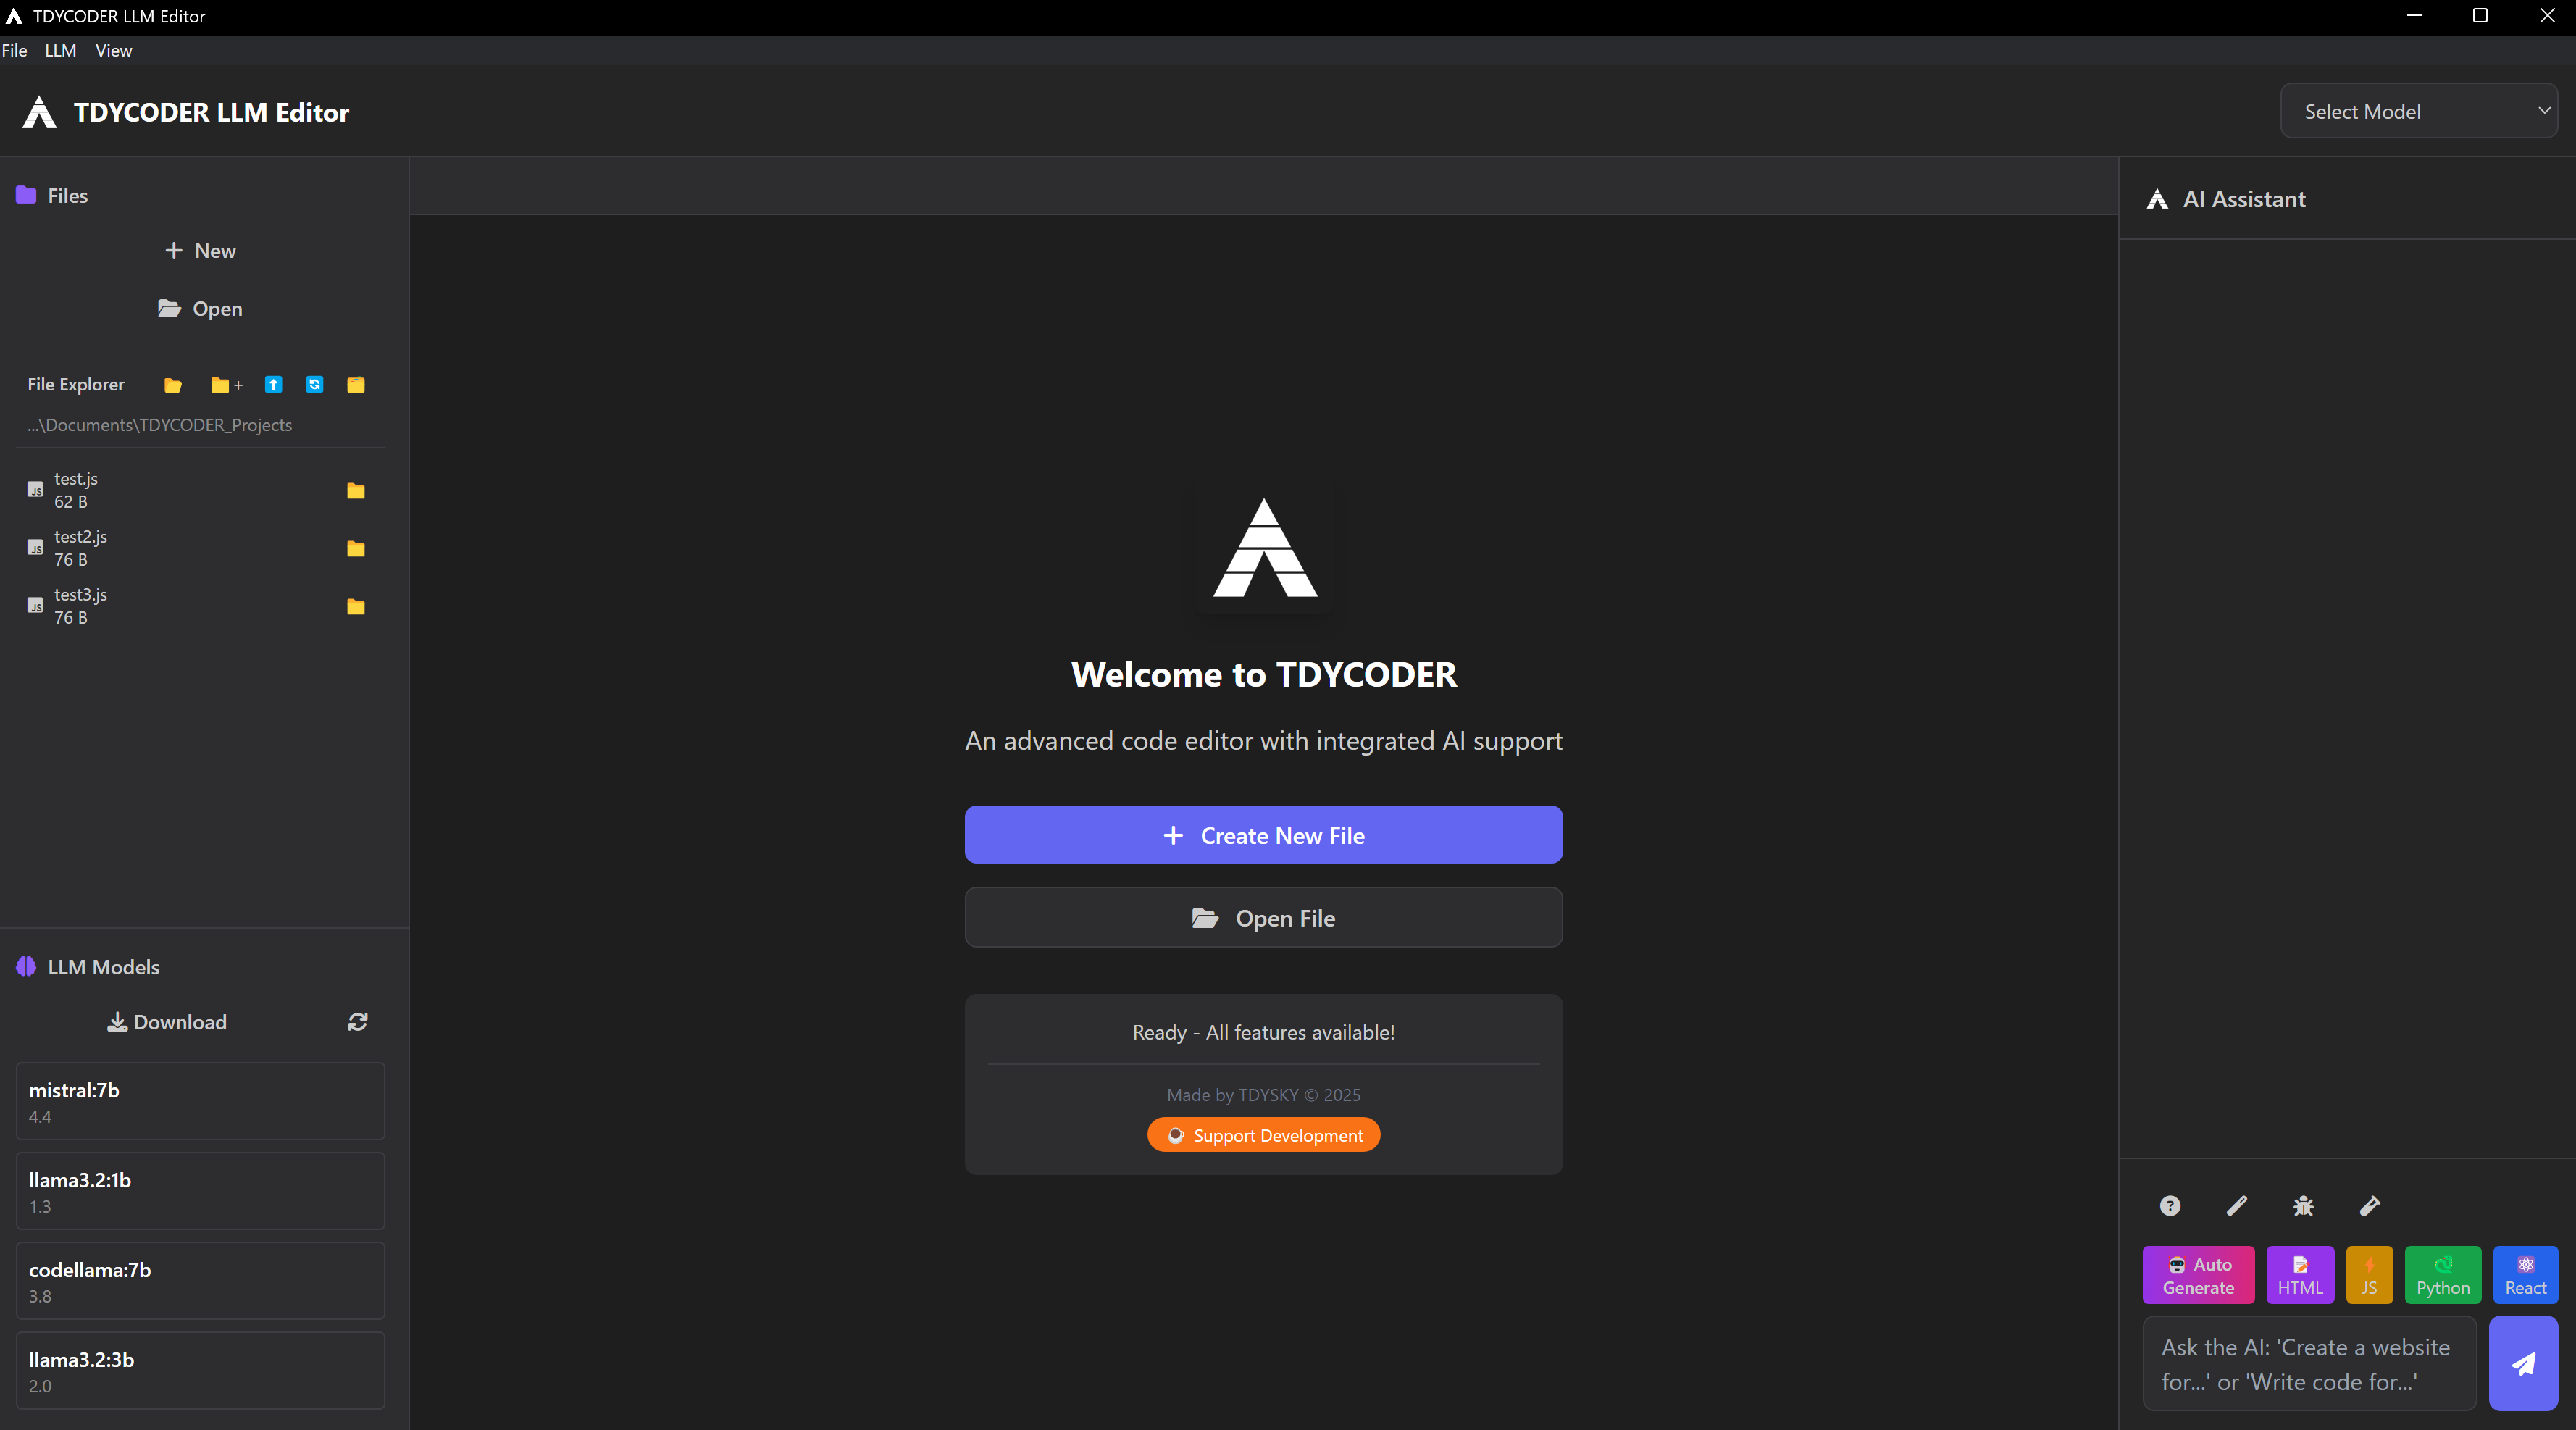 TDYCODER LLM Editor
File LLM View
TDYCODER LLM Editor
Select Model
Files
New
Open
File Explorer +
...\Documents\TDYCODER_Projects
test.js
62 B
test2.js
76 B
test3.js
76 B
LLM Models
Download
mistral:7b
4.4
llama3.2:1b
1.3
codellama:7b
3.8
llama3.2:3b
2.0
Welcome to TDYCODER
An advanced code editor with integrated AI support
Create New File
Open File
Ready - All features available!
Made by TDYSKY © 2025
Support Development
AI Assistant
Auto
Generate
HTML
JS
Python
React
Ask the AI: 'Create a website
for...' or 'Write code for...'